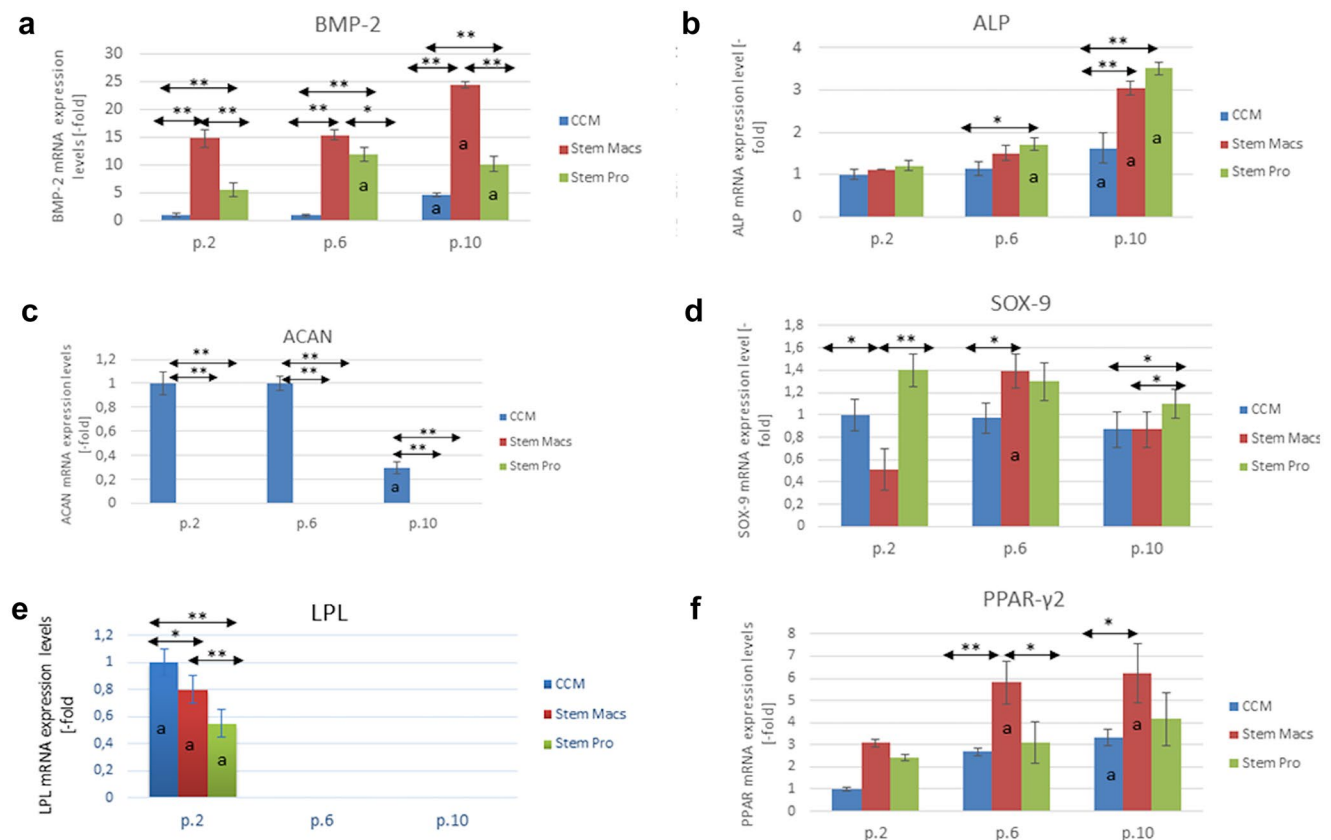 a
BMP-2
BMP-2 mRNA expression
levels [-fold]
30
25
20
15
10
5
0
**
**
**
**
**
*
**
**
**
a
a
a
a
p.2
p.6
p.10
CCM
Stem Macs
Stem Pro
b
ALP
ALP mRNA expression level [-
fold]
4
3
2
1
0
*
**
**
a
a
a
a
p.2
p.6
p.10
CCM
Stem Macs
Stem Pro
c
ACAN
ACAN mRNA expression levels
[-fold]
1,2
1
0,8
0,6
0,4
0,2
0
**
**
**
**
**
**
a
p.2
p.6
p.10
CCM
Stem Macs
Stem Pro
d
SOX-9
SOX-9 mRNA expression level [-
fold]
1,8
1,6
1,4
1,2
1
0,8
0,6
0,4
0,2
0
*
**
*
*
*
a
p.2
p.6
p.10
CCM
Stem Macs
Stem Pro
e
LPL
LPL mRNA expression levels
[-fold
1,2
1
0,8
0,6
0,4
0,2
0
**
*
**
a
a
a
p.2
p.6
p.10
CCM
Stem Macs
Stem Pro
f
PPAR-γ2
PPAR mRNA expression levels
[-fold]
8
7
6
5
4
3
2
1
0
**
*
*
a
a
a
p.2
p.6
p.10
CCM
Stem Macs
Stem Pro